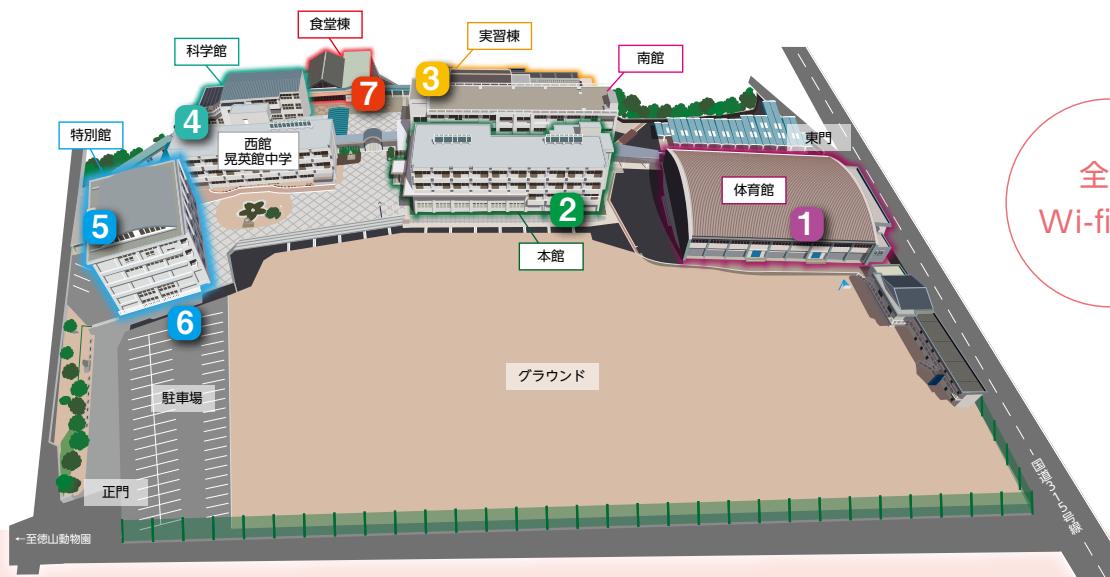 食堂棟
科学館
実習棟
南館
3
7
4
特別館
西館
晃英館中学
東門
体育館
全
Wi-fi
5
2
1
本館
6
グラウンド
駐車場
正門
国道315号線
←至徳山動物園